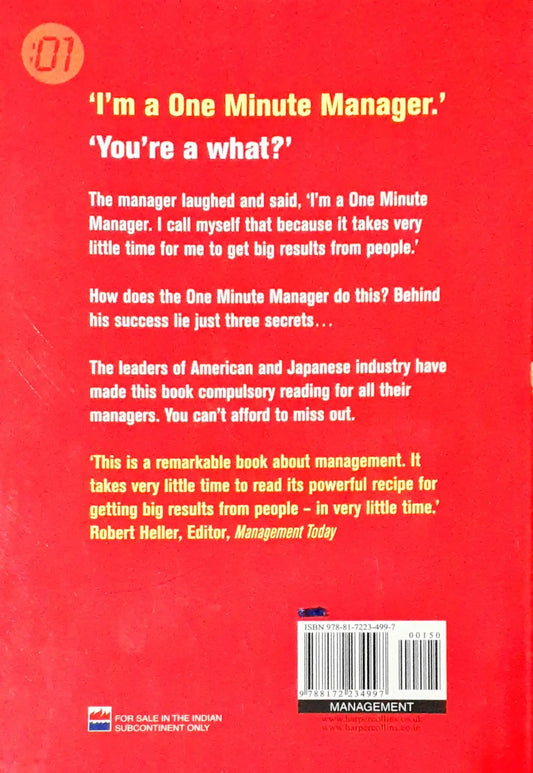 :01
‘I'm a One Minute Manager.’
‘You're a what?’
The manager laughed and said, ‘I'm a One Minute
Manager. I call myself that because it takes very
little time for me to get big results from people.’
How does the One Minute Manager do this? Behind
his success lie just three secrets...
The leaders of American and Japanese industry have
made this book compulsory reading for all their
managers. You can't afford to miss out.
‘This is a remarkable book about management. It
takes very little time to read its powerful recipe for
getting big results from people – in very little time.’
Robert Heller, Editor, Management Today
ISBN 978-81-7223-499-7
00150
9 788172 234997
MANAGEMENT
www.harpercollins.co.uk
www.harpercollins.co.in
FOR SALE IN THE INDIAN
SUBCONTINENT ONLY